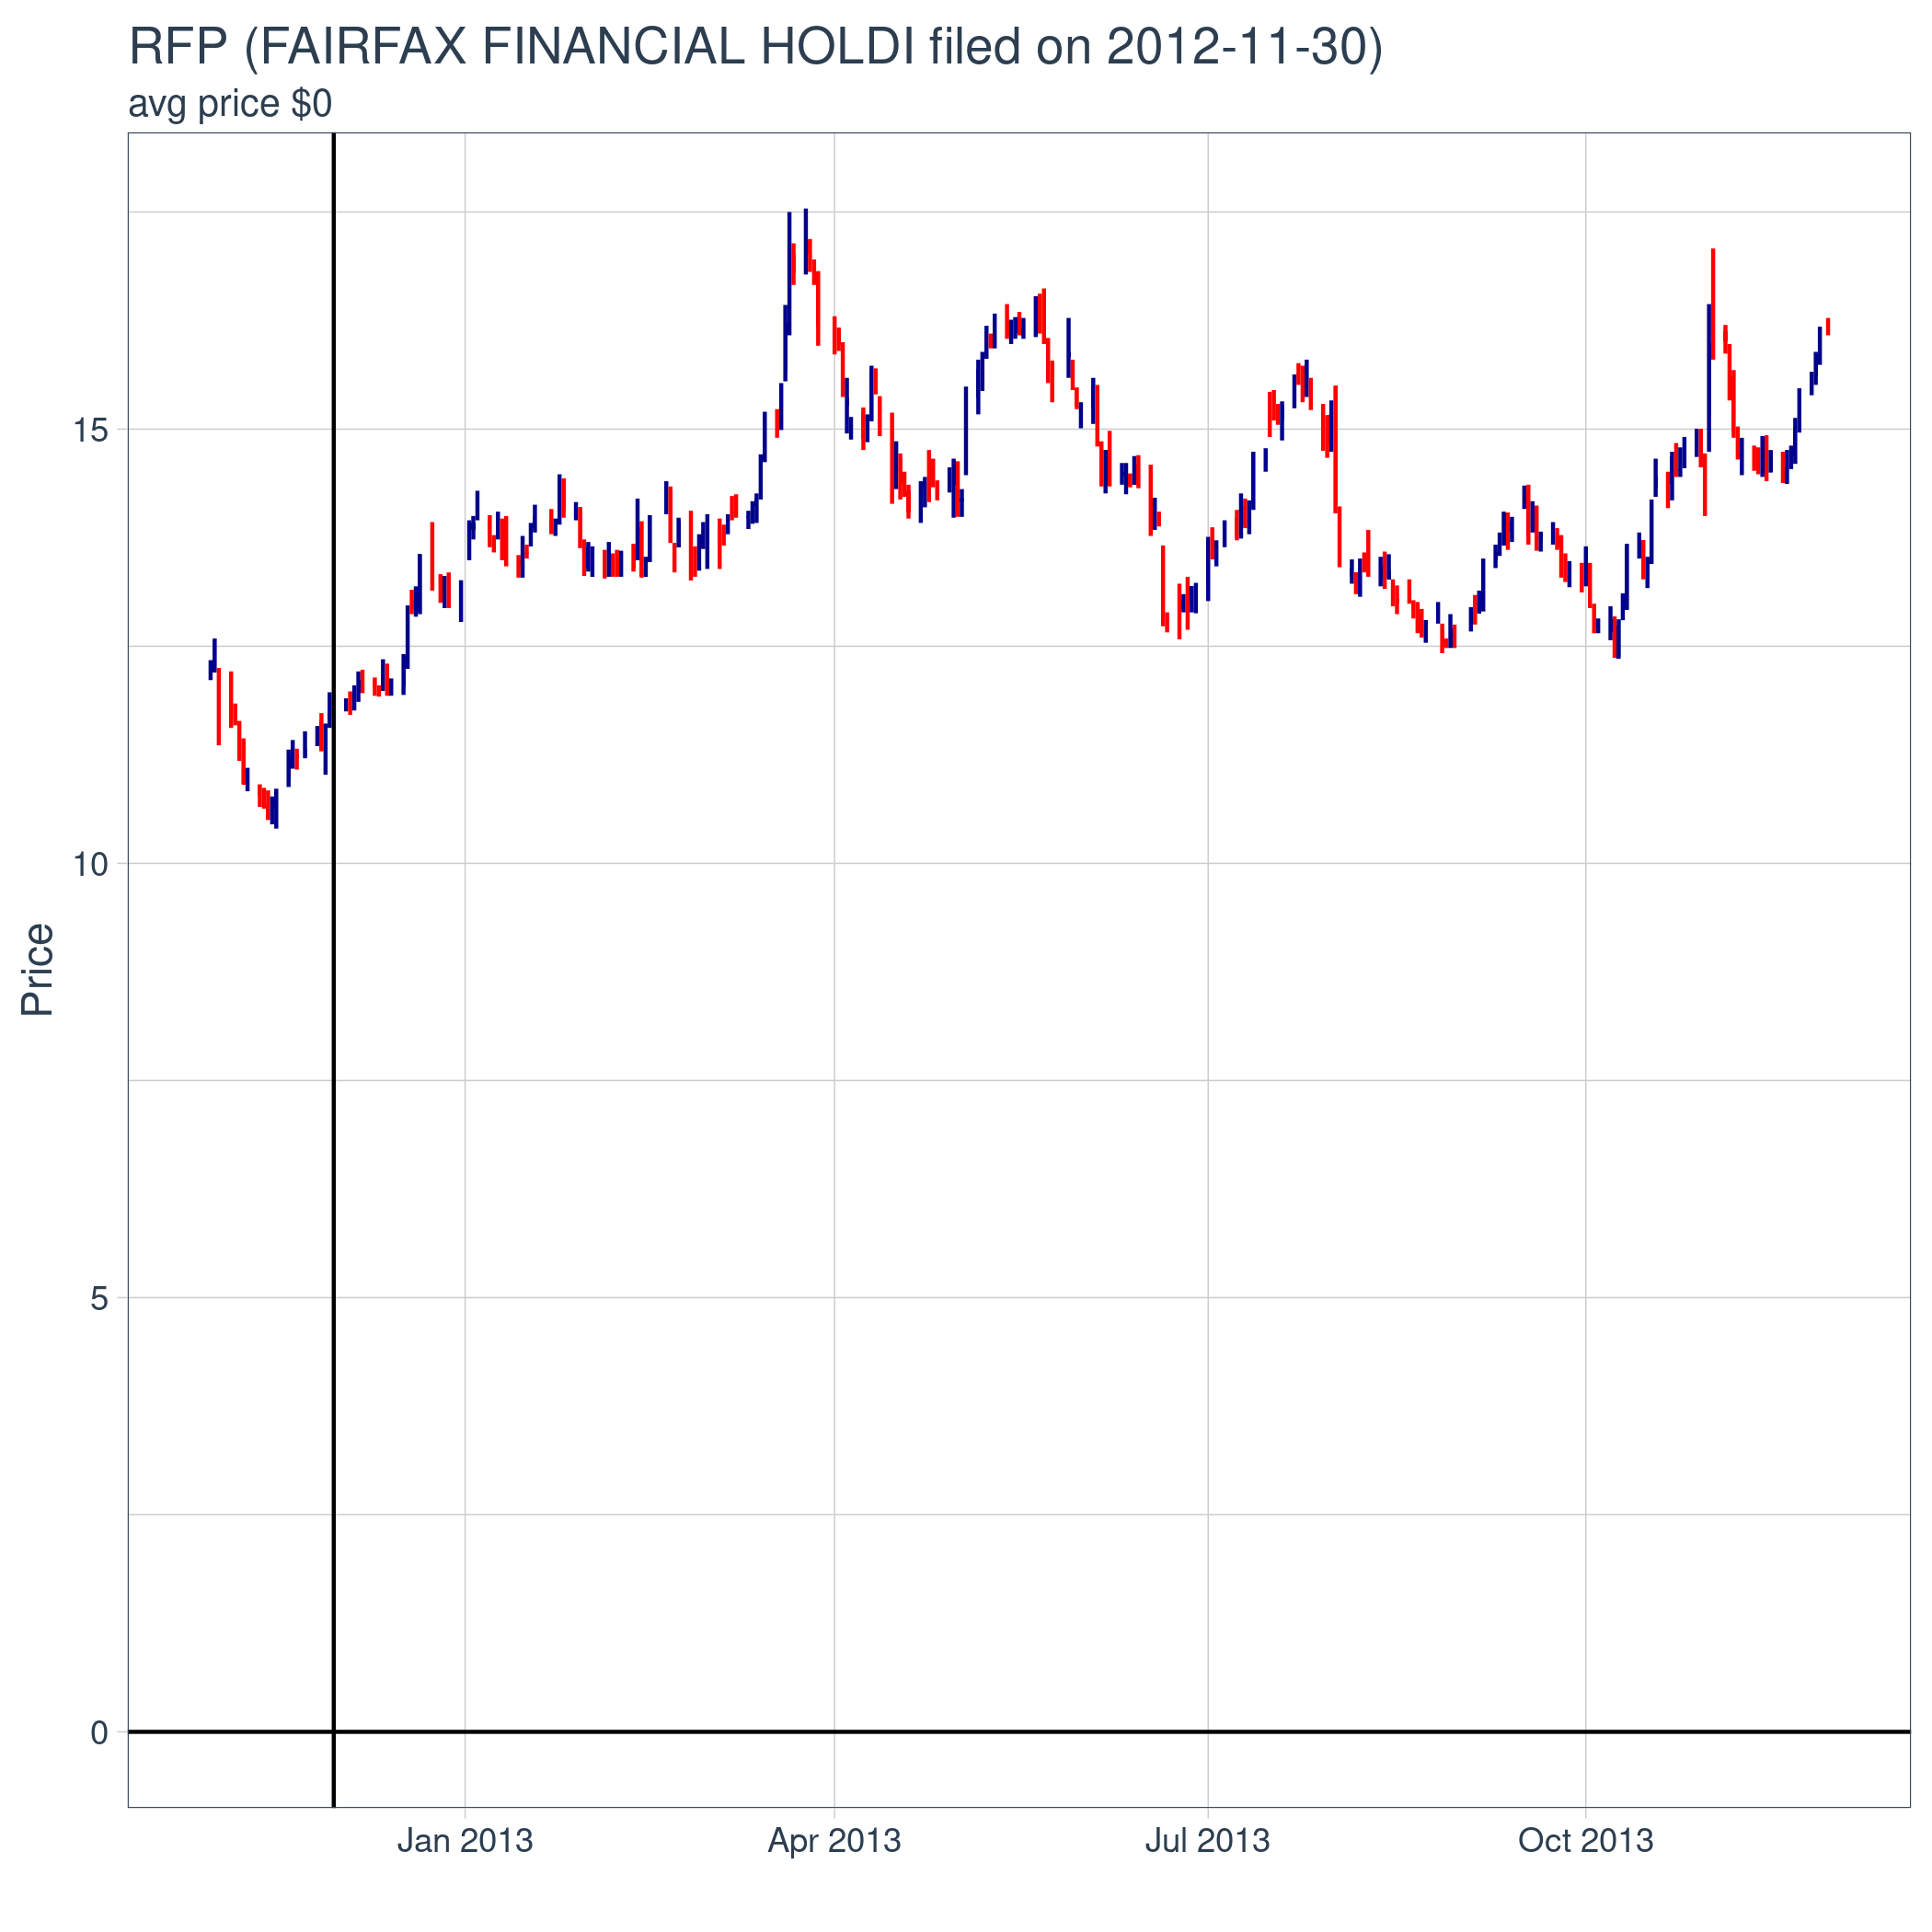 RFP (FAIRFAX FINANCIAL HOLDI filed on 2012-11-30)
avg price $0
15
10
Price
5
0
Jan 2013
Apr 2013
Jul 2013
Oct 2013